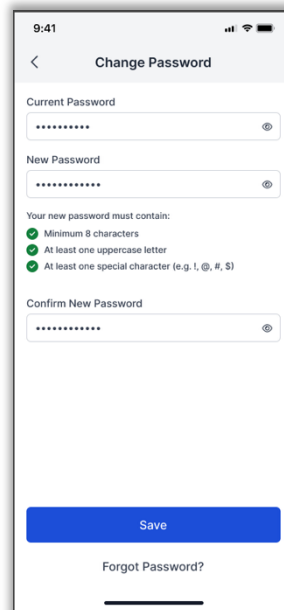 9:41
Change Password
Current Password
••••••••••
New Password
••••••••••••
Your new password must contain:
Minimum 8 characters
At least one uppercase letter
At least one special character (e.g. !, @, #, $)
Confirm New Password
••••••••••••
Save
Forgot Password?